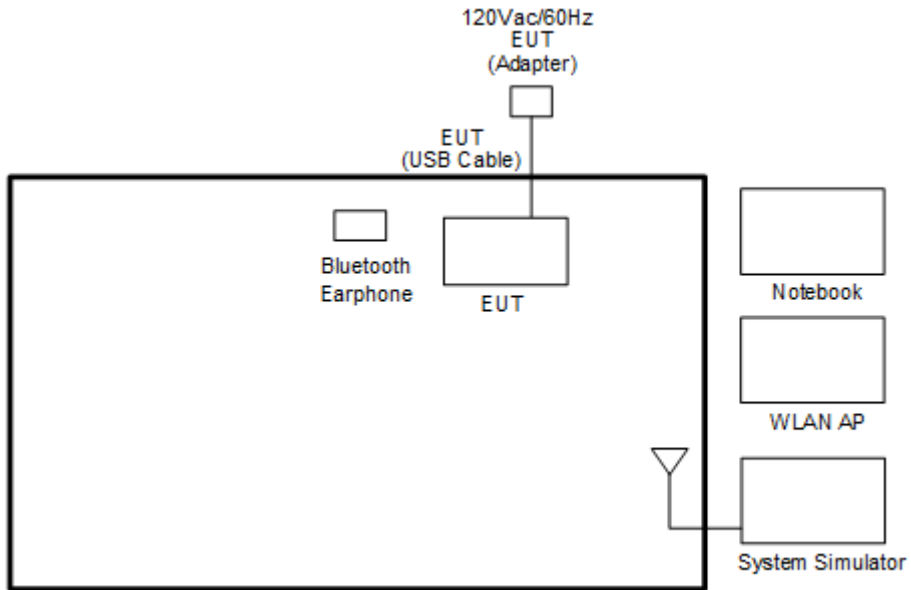 120Vac/60Hz
EUT
(Adapter)
EUT
(USB Cable)
Bluetooth
Earphone
EUT
Notebook
WLAN AP
System Simulator